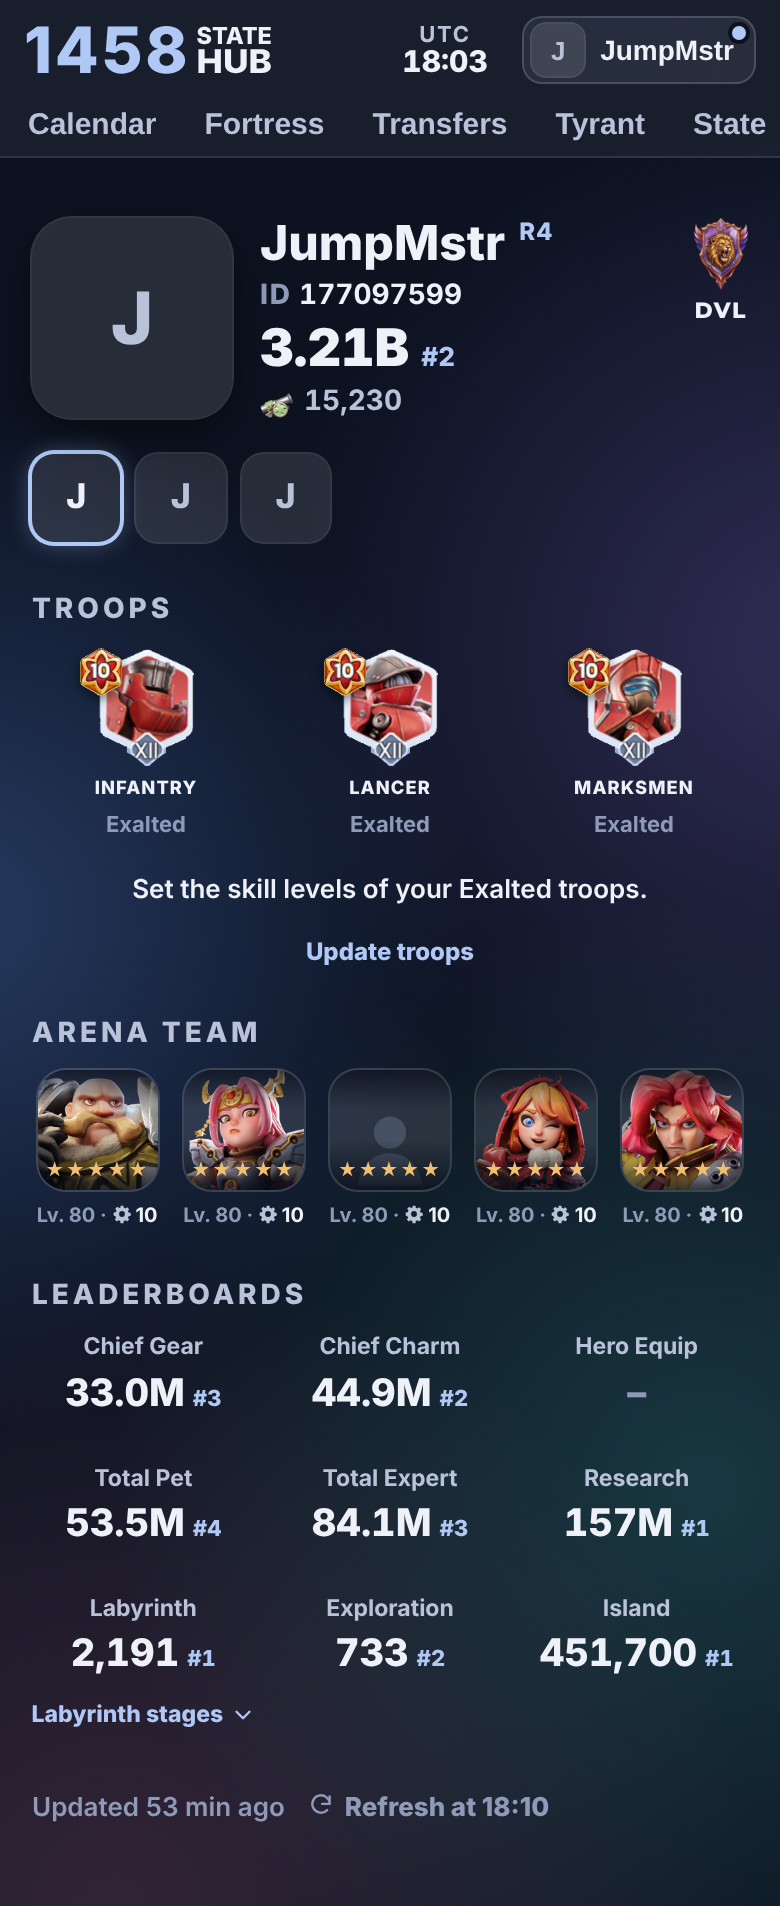 1458 STATE HUB
UTC
18:03
J JumpMstr
Calendar Fortress Transfers Tyrant State
J
JumpMstr R4
ID 177097599
3.21B #2
15,230
DVL
J J J
TROOPS
10 10 10
XII XII XII
INFANTRY LANCER MARKSMEN
Exalted Exalted Exalted
Set the skill levels of your Exalted troops.
Update troops
ARENA TEAM
Lv. 80 · 10 Lv. 80 · 10 Lv. 80 · 10 Lv. 80 · 10 Lv. 80 · 10
LEADERBOARDS
Chief Gear Chief Charm Hero Equip
33.0M #3 44.9M #2 –
Total Pet Total Expert Research
53.5M #4 84.1M #3 157M #1
Labyrinth Exploration Island
2,191 #1 733 #2 451,700 #1
Labyrinth stages
Updated 53 min ago Refresh at 18:10